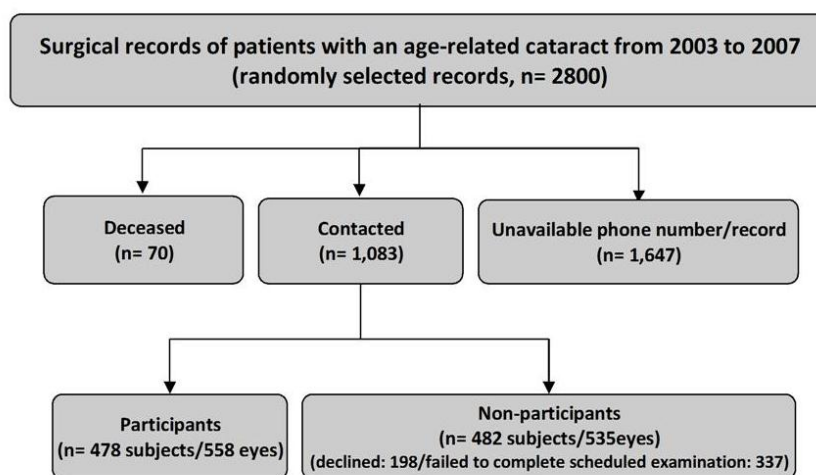 Surgical records of patients with an age-related cataract from 2003 to 2007
(randomly selected records, n= 2800)
Deceased
(n= 70)
Contacted
(n= 1,083)
Unavailable phone number/record
(n= 1,647)
Participants
(n= 478 subjects/558 eyes)
Non-participants
(n= 482 subjects/535eyes)
(declined: 198/failed to complete scheduled examination: 337)